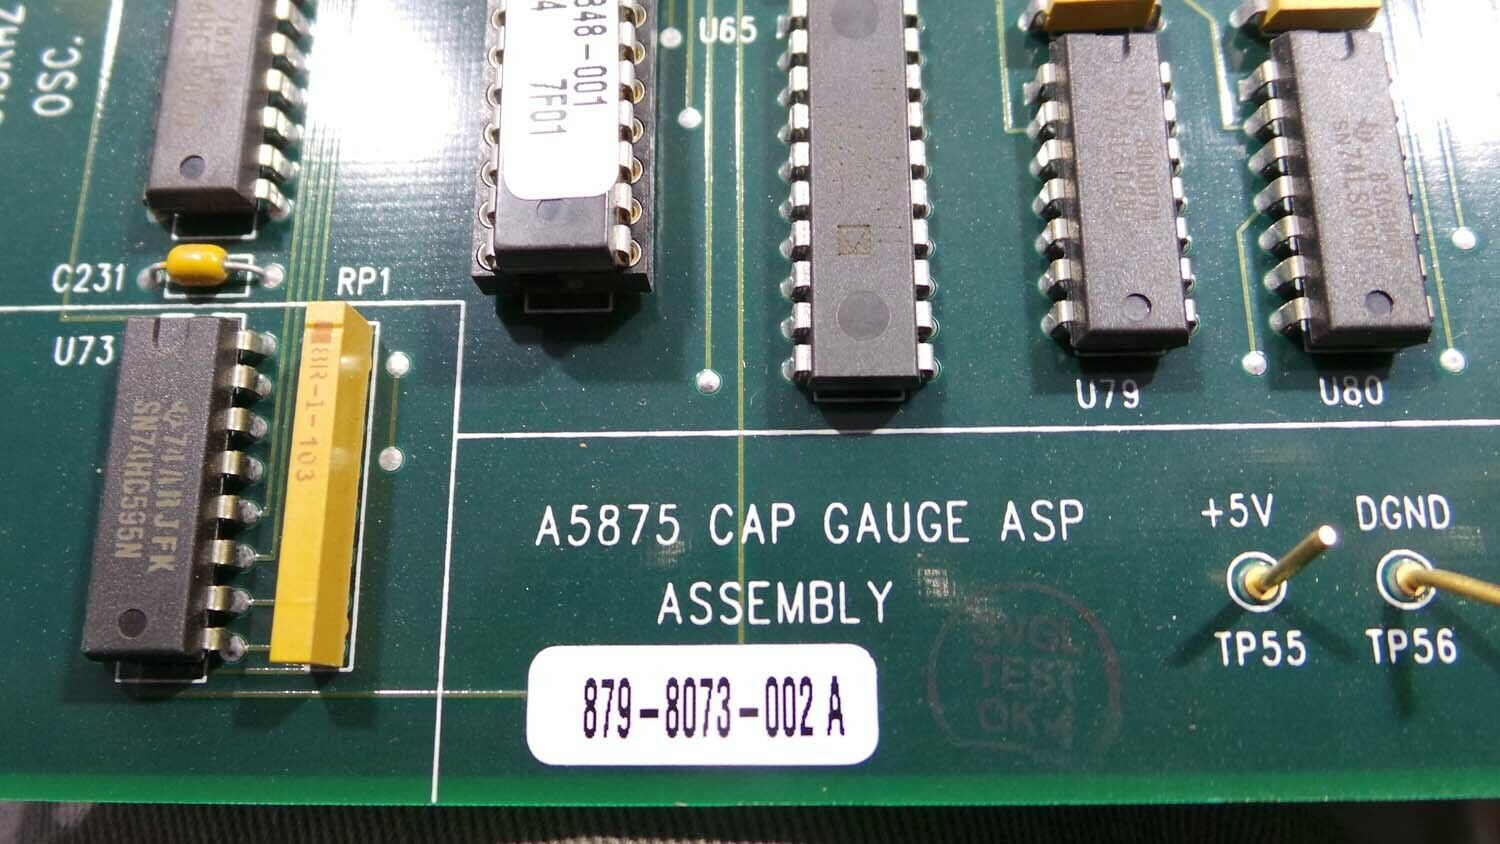 OSC.
848-001
7F01
U65
C231
RP1
U73
74AHJFK
SN74HC595N
8R-1-103
U79
U80
A5875 CAP GAUGE ASP
ASSEMBLY
879-8073-002 A
SVGL
TEST
OK
+5V
DGND
TP55
TP56